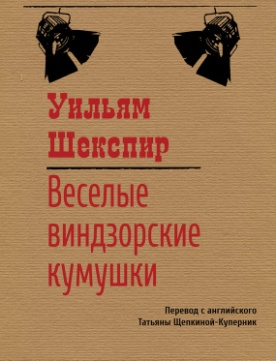 Уильям
Шекспир
Веселые
виндзорские
кумушки
Перевод с английского
Татьяны Щепкиной-Куперник